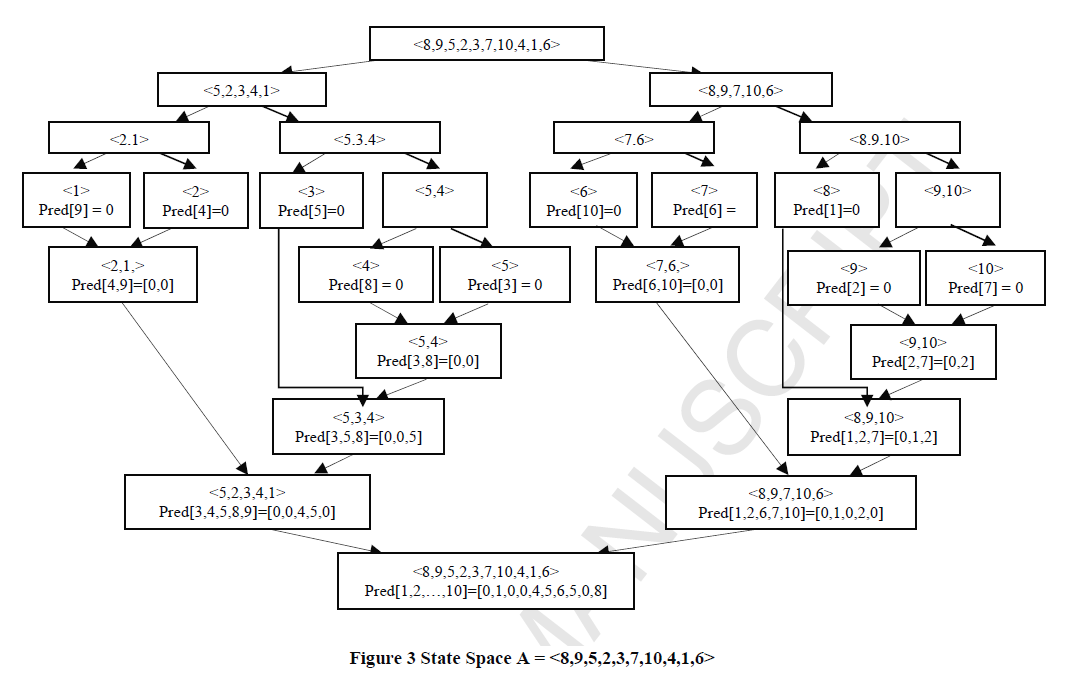 <8,9,5,2,3,7,10,4,1,6>
<5,2,3,4,1>
<8,9,7,10,6>
<2.1>
<5.3.4>
<7.6>
<8.9.10>
<1>
Pred[9] = 0
<2>
Pred[4]=0
<3>
Pred[5]=0
<5,4>
<6>
Pred[10]=0
<7>
Pred[6] =
<8>
Pred[1]=0
<9,10>
<2,1,>
Pred[4,9]=[0,0]
<4>
Pred[8] = 0
<5>
Pred[3] = 0
<7,6,>
Pred[6,10]=[0,0]
<9>
Pred[2] = 0
<10>
Pred[7] = 0
<5,4>
Pred[3,8]=[0,0]
<9,10>
Pred[2,7]=[0,2]
<5,3,4>
Pred[3,5,8]=[0,0,5]
<8,9,10>
Pred[1,2,7]=[0,1,2]
<5,2,3,4,1>
Pred[3,4,5,8,9]=[0,0,4,5,0]
<8,9,7,10,6>
Pred[1,2,6,7,10]=[0,1,0,2,0]
<8,9,5,2,3,7,10,4,1,6>
Pred[1,2,…,10]=[0,1,0,0,4,5,6,5,0,8]
MANUSCRIPT
Figure 3 State Space A = <8,9,5,2,3,7,10,4,1,6>